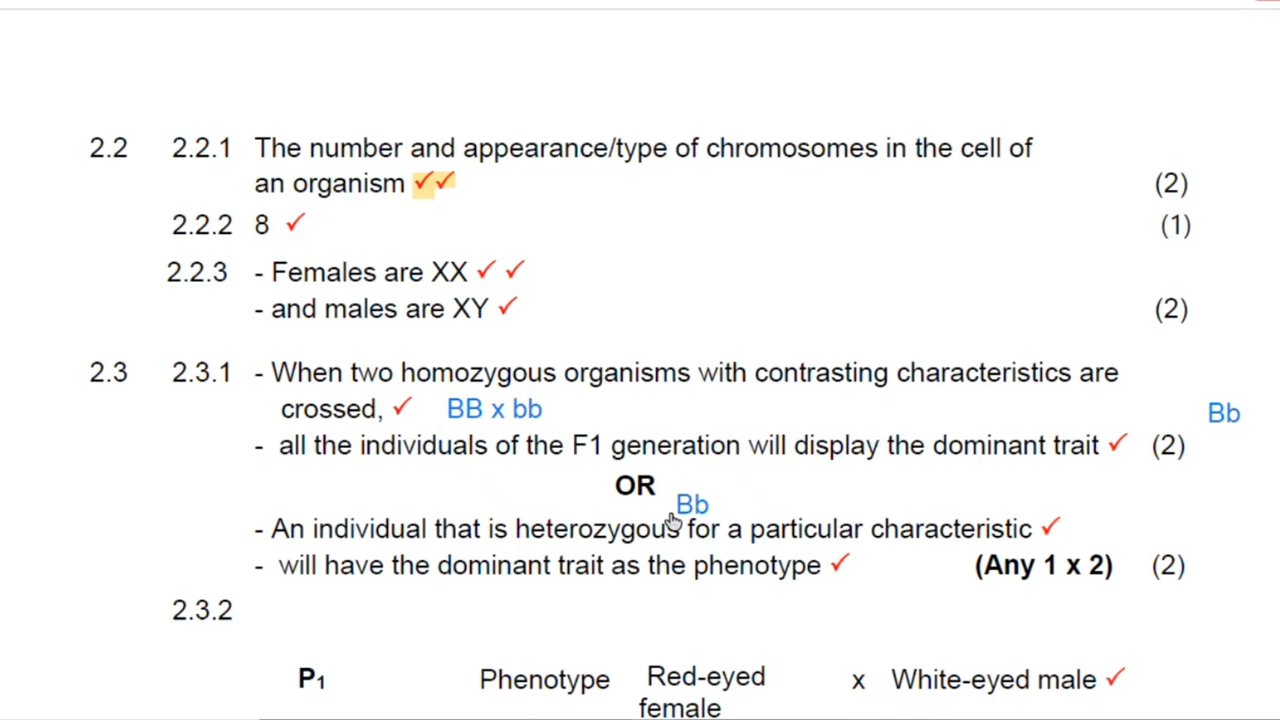 2.2 2.2.1 The number and appearance/type of chromosomes in the cell of
an organism ✓✓ (2)
2.2.2 8 ✓ (1)
2.2.3 - Females are XX ✓ ✓
- and males are XY ✓ (2)
2.3 2.3.1 - When two homozygous organisms with contrasting characteristics are
crossed, ✓ BB x bb Bb
- all the individuals of the F1 generation will display the dominant trait ✓ (2)
OR
Bb
- An individual that is heterozygous for a particular characteristic ✓
- will have the dominant trait as the phenotype ✓ (Any 1 x 2) (2)
2.3.2
P1 Phenotype Red-eyed x White-eyed male ✓
female